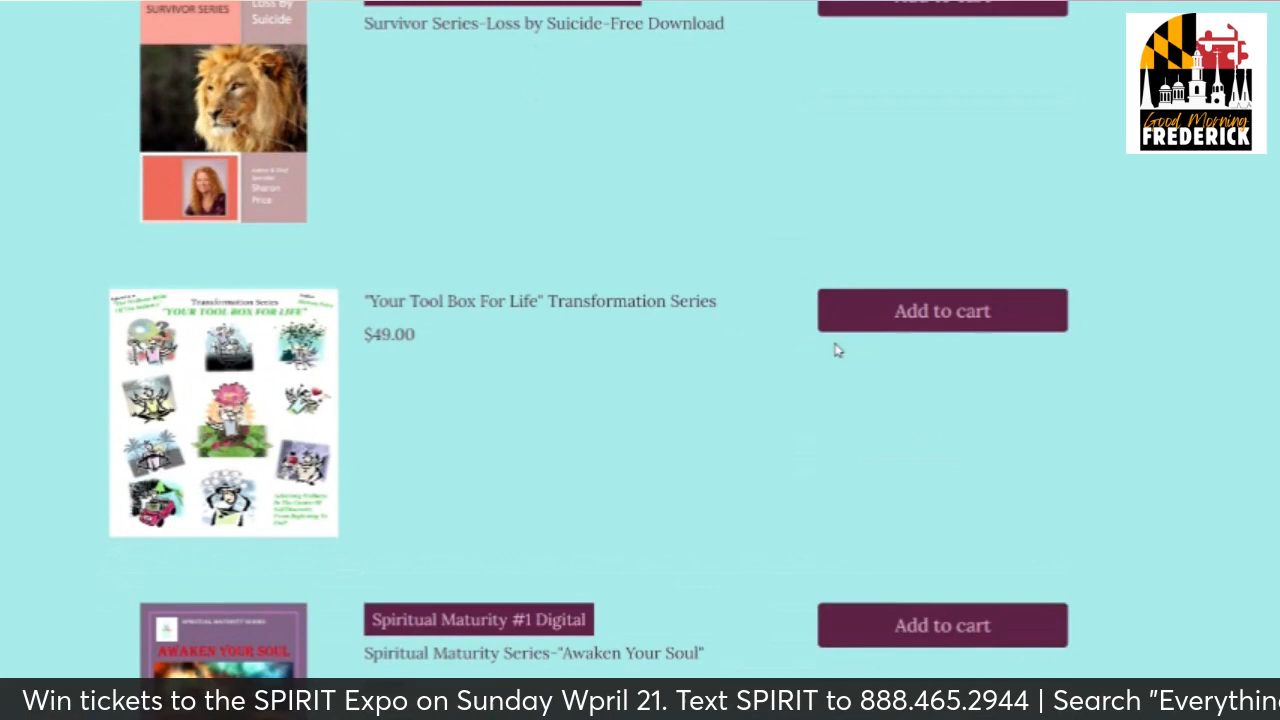 SURVIVOR SERIES
Loss By
Suicide
Survivor Series-Loss by Suicide-Free Download
Sharon
Price
Good Morning
FREDERICK
Transformation Series
"YOUR TOOL BOX FOR LIFE"
"Your Tool Box For Life" Transformation Series
$49.00
Add to cart
SPIRITUAL MATURITY SERIES
AWAKEN YOUR SOUL
Spiritual Maturity #1 Digital
Spiritual Maturity Series-"Awaken Your Soul"
Add to cart
Win tickets to the SPIRIT Expo on Sunday Wpril 21. Text SPIRIT to 888.465.2944 | Search "Everythin